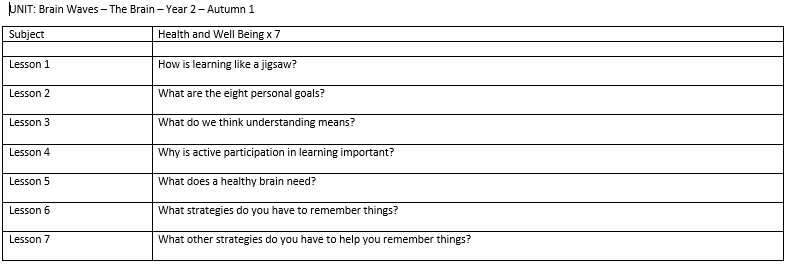 UNIT: Brain Waves – The Brain – Year 2 – Autumn 1
Subject Health and Well Being x 7
Lesson 1 How is learning like a jigsaw?
Lesson 2 What are the eight personal goals?
Lesson 3 What do we think understanding means?
Lesson 4 Why is active participation in learning important?
Lesson 5 What does a healthy brain need?
Lesson 6 What strategies do you have to remember things?
Lesson 7 What other strategies do you have to help you remember things?